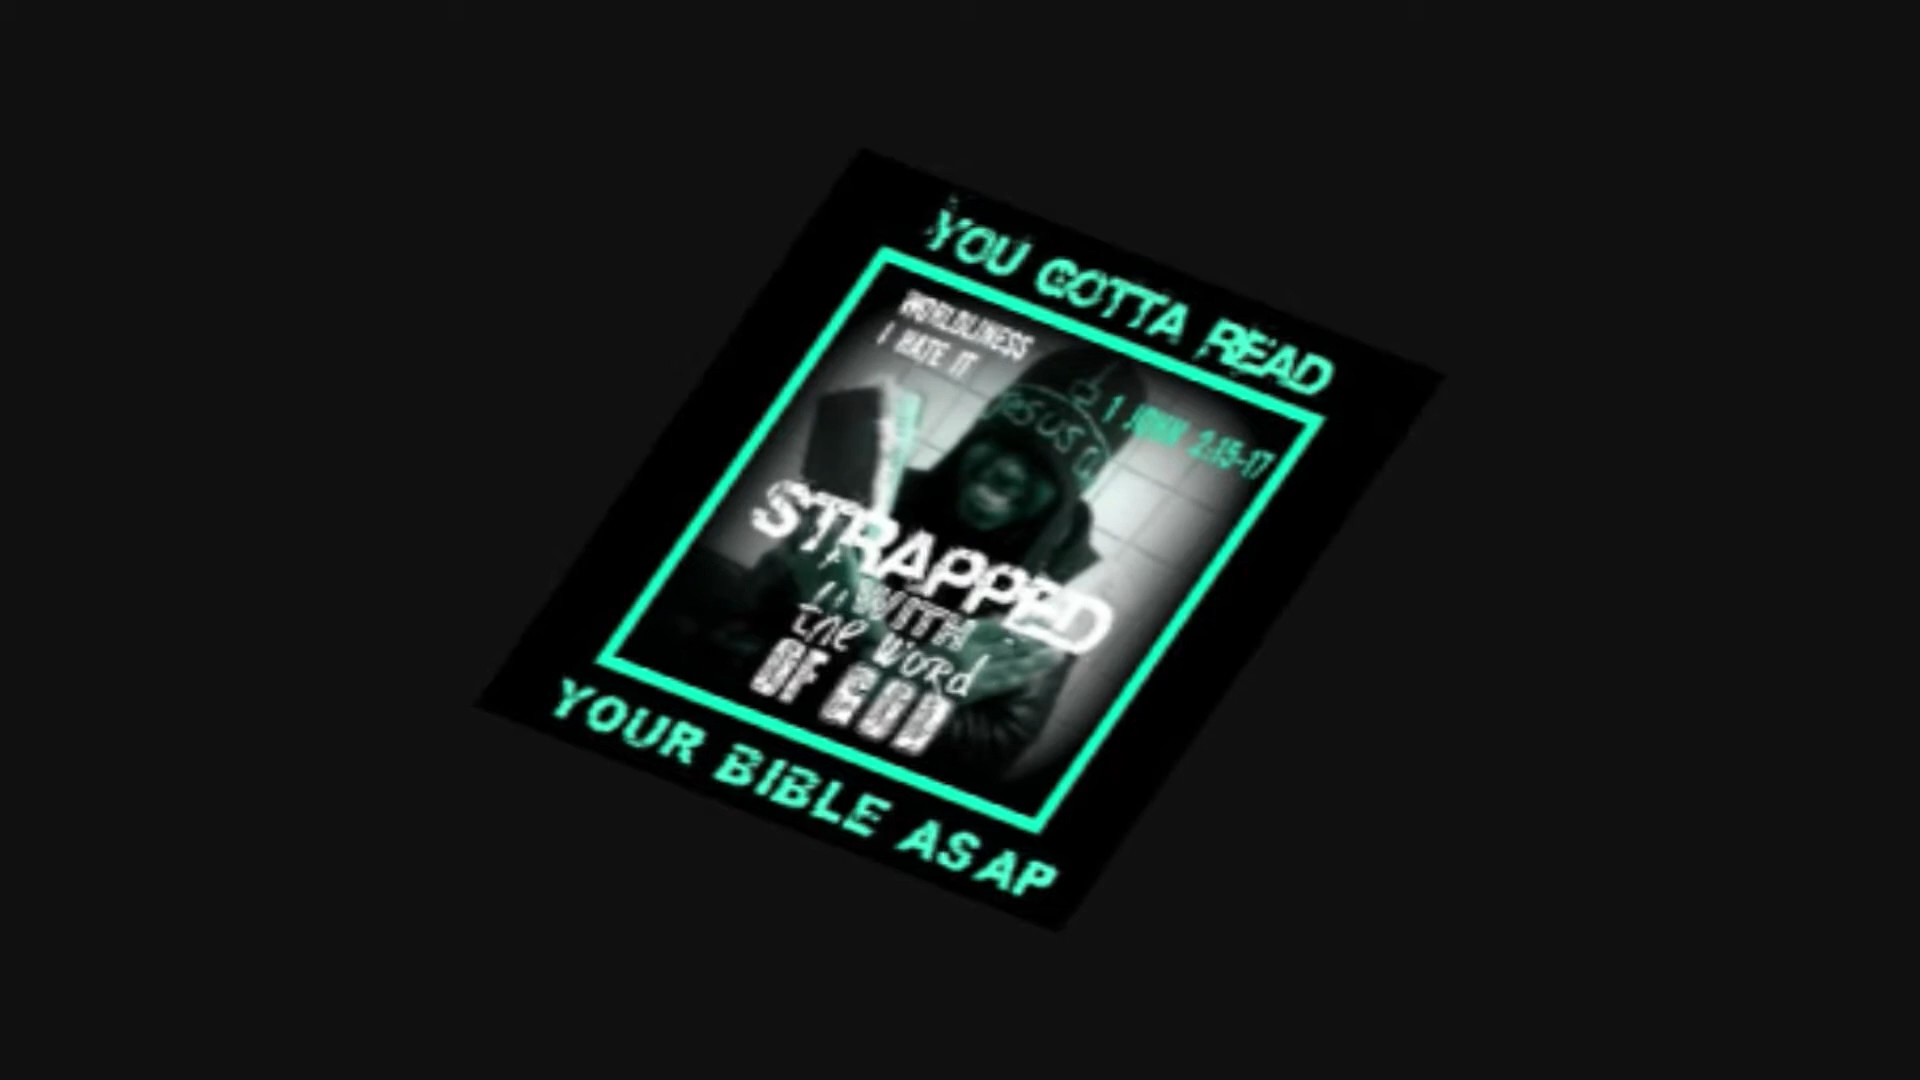 YOU GOTTA READ
WORLDLINESS
I HATE IT
1 JOHN 2:15-17
STRAPPED
WITH
THE WORD
OF GOD
YOUR BIBLE ASAP